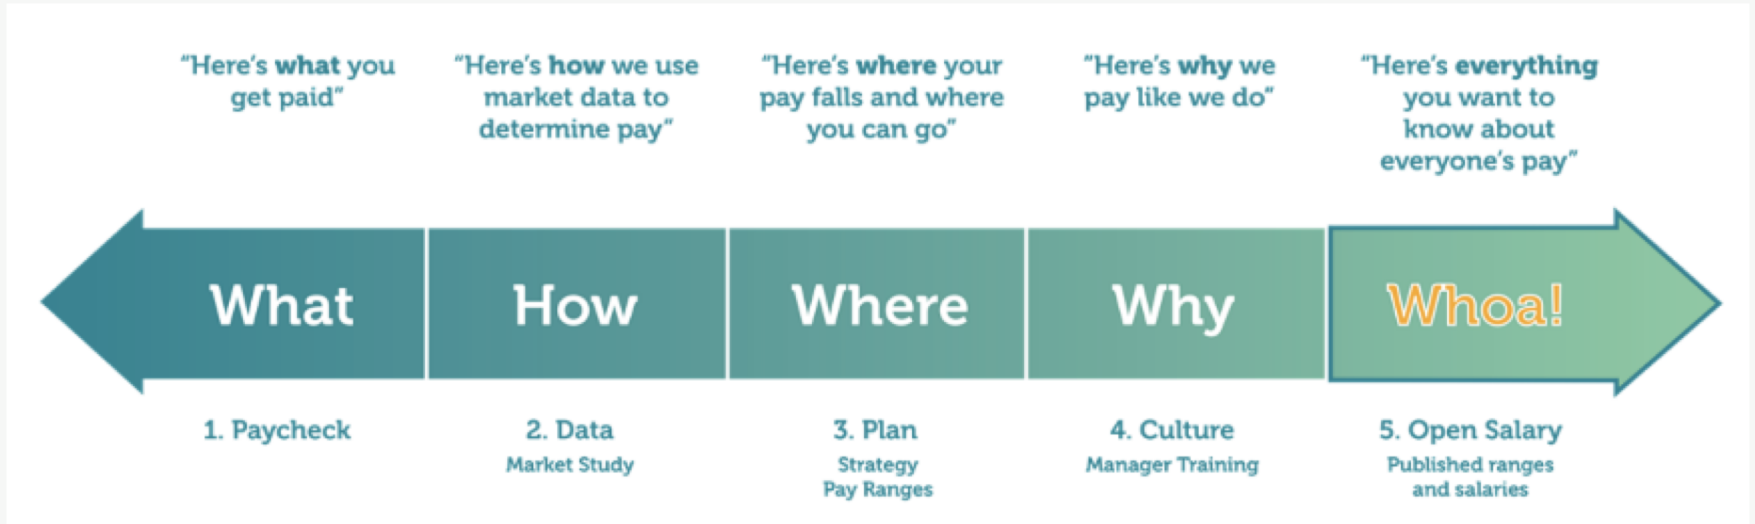 “Here’s what you
get paid”
“Here’s how we use
market data to
determine pay”
“Here’s where your
pay falls and where
you can go”
“Here’s why we
pay like we do”
“Here’s everything
you want to
know about
everyone’s pay”
What
How
Where
Why
Whoa!
1. Paycheck
2. Data
Market Study
3. Plan
Strategy
Pay Ranges
4. Culture
Manager Training
5. Open Salary
Published ranges
and salaries